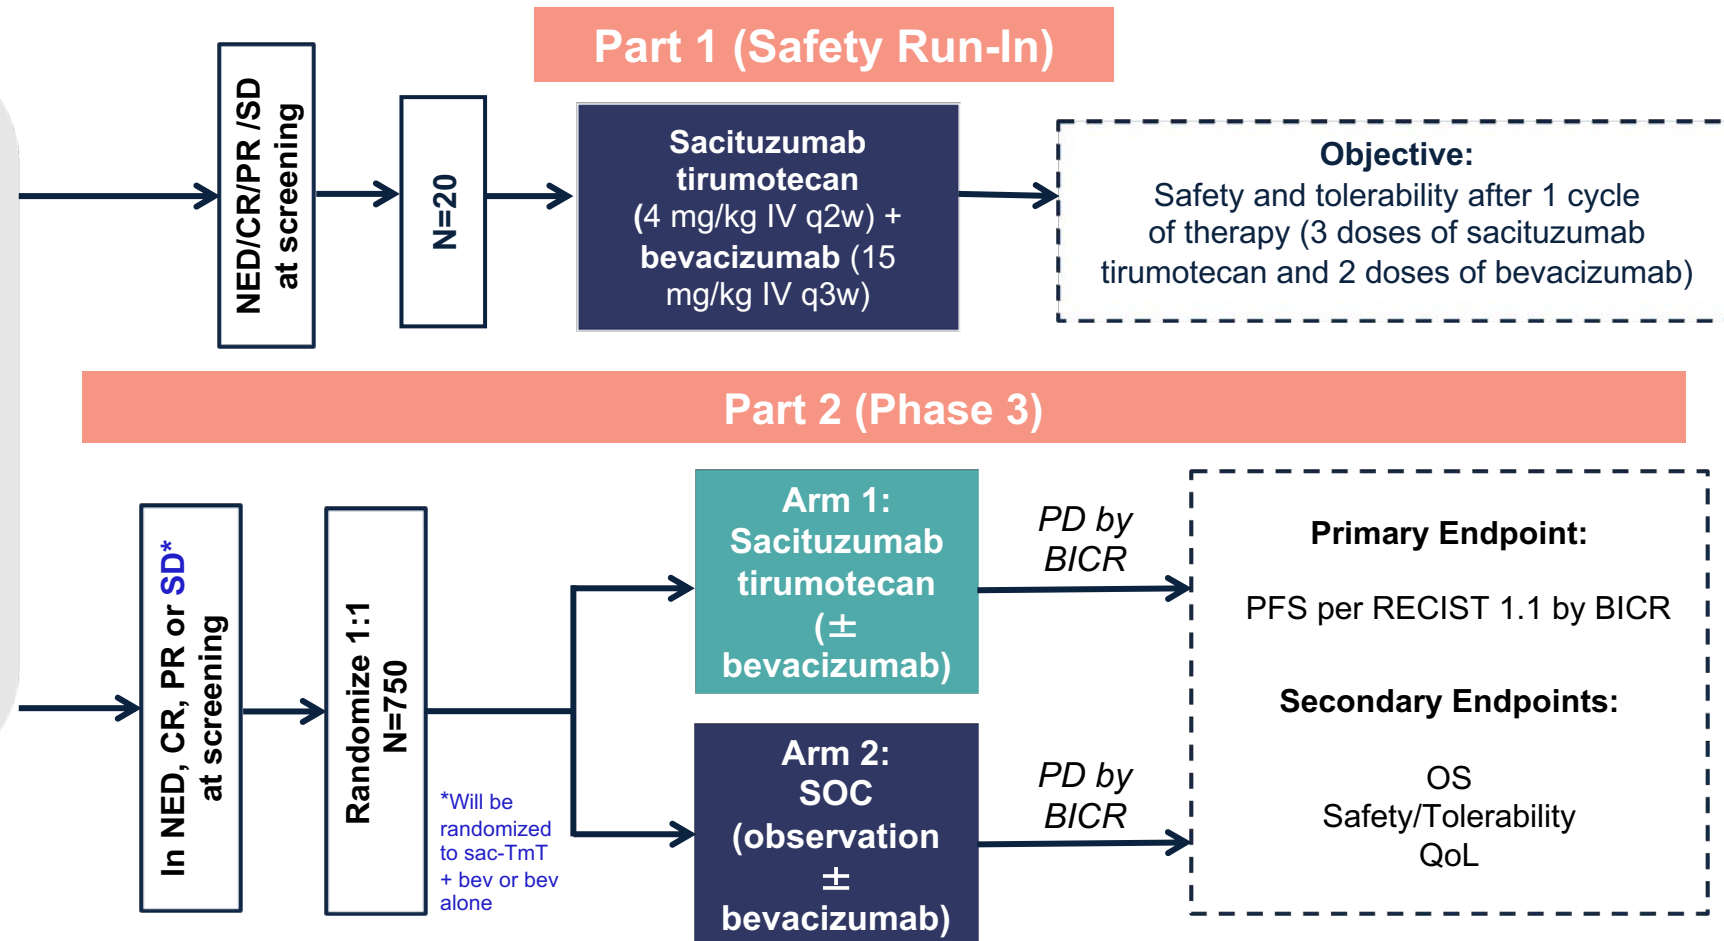 Part 1 (Safety Run-In)
NED/CR/PR /SD
at screening
N=20
Sacituzumab
tirumotecan
(4 mg/kg IV q2w) +
bevacizumab (15
mg/kg IV q3w)
Objective:
Safety and tolerability after 1 cycle
of therapy (3 doses of sacituzumab
tirumotecan and 2 doses of bevacizumab)
Part 2 (Phase 3)
In NED, CR, PR or SD*
at screening
Randomize 1:1
N=750
*Will be
randomized
to sac-TmT
+ bev or bev
alone
Arm 1:
Sacituzumab
tirumotecan
(±
bevacizumab)
PD by
BICR
Arm 2:
SOC
(observation
±
bevacizumab)
PD by
BICR
Primary Endpoint:
PFS per RECIST 1.1 by BICR
Secondary Endpoints:
OS
Safety/Tolerability
QoL